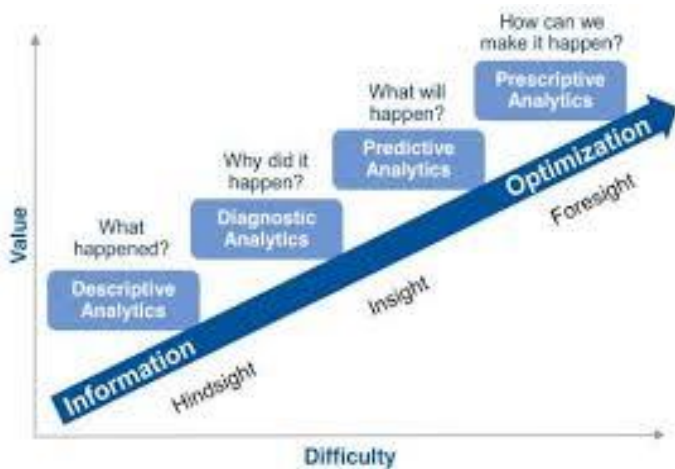 How can we
make it happen?
Prescriptive
Analytics
What will
happen?
Predictive
Analytics
Why did it
happen?
Diagnostic
Analytics
What
happened?
Descriptive
Analytics
Value
Information
Optimization
Hindsight
Insight
Foresight
Difficulty